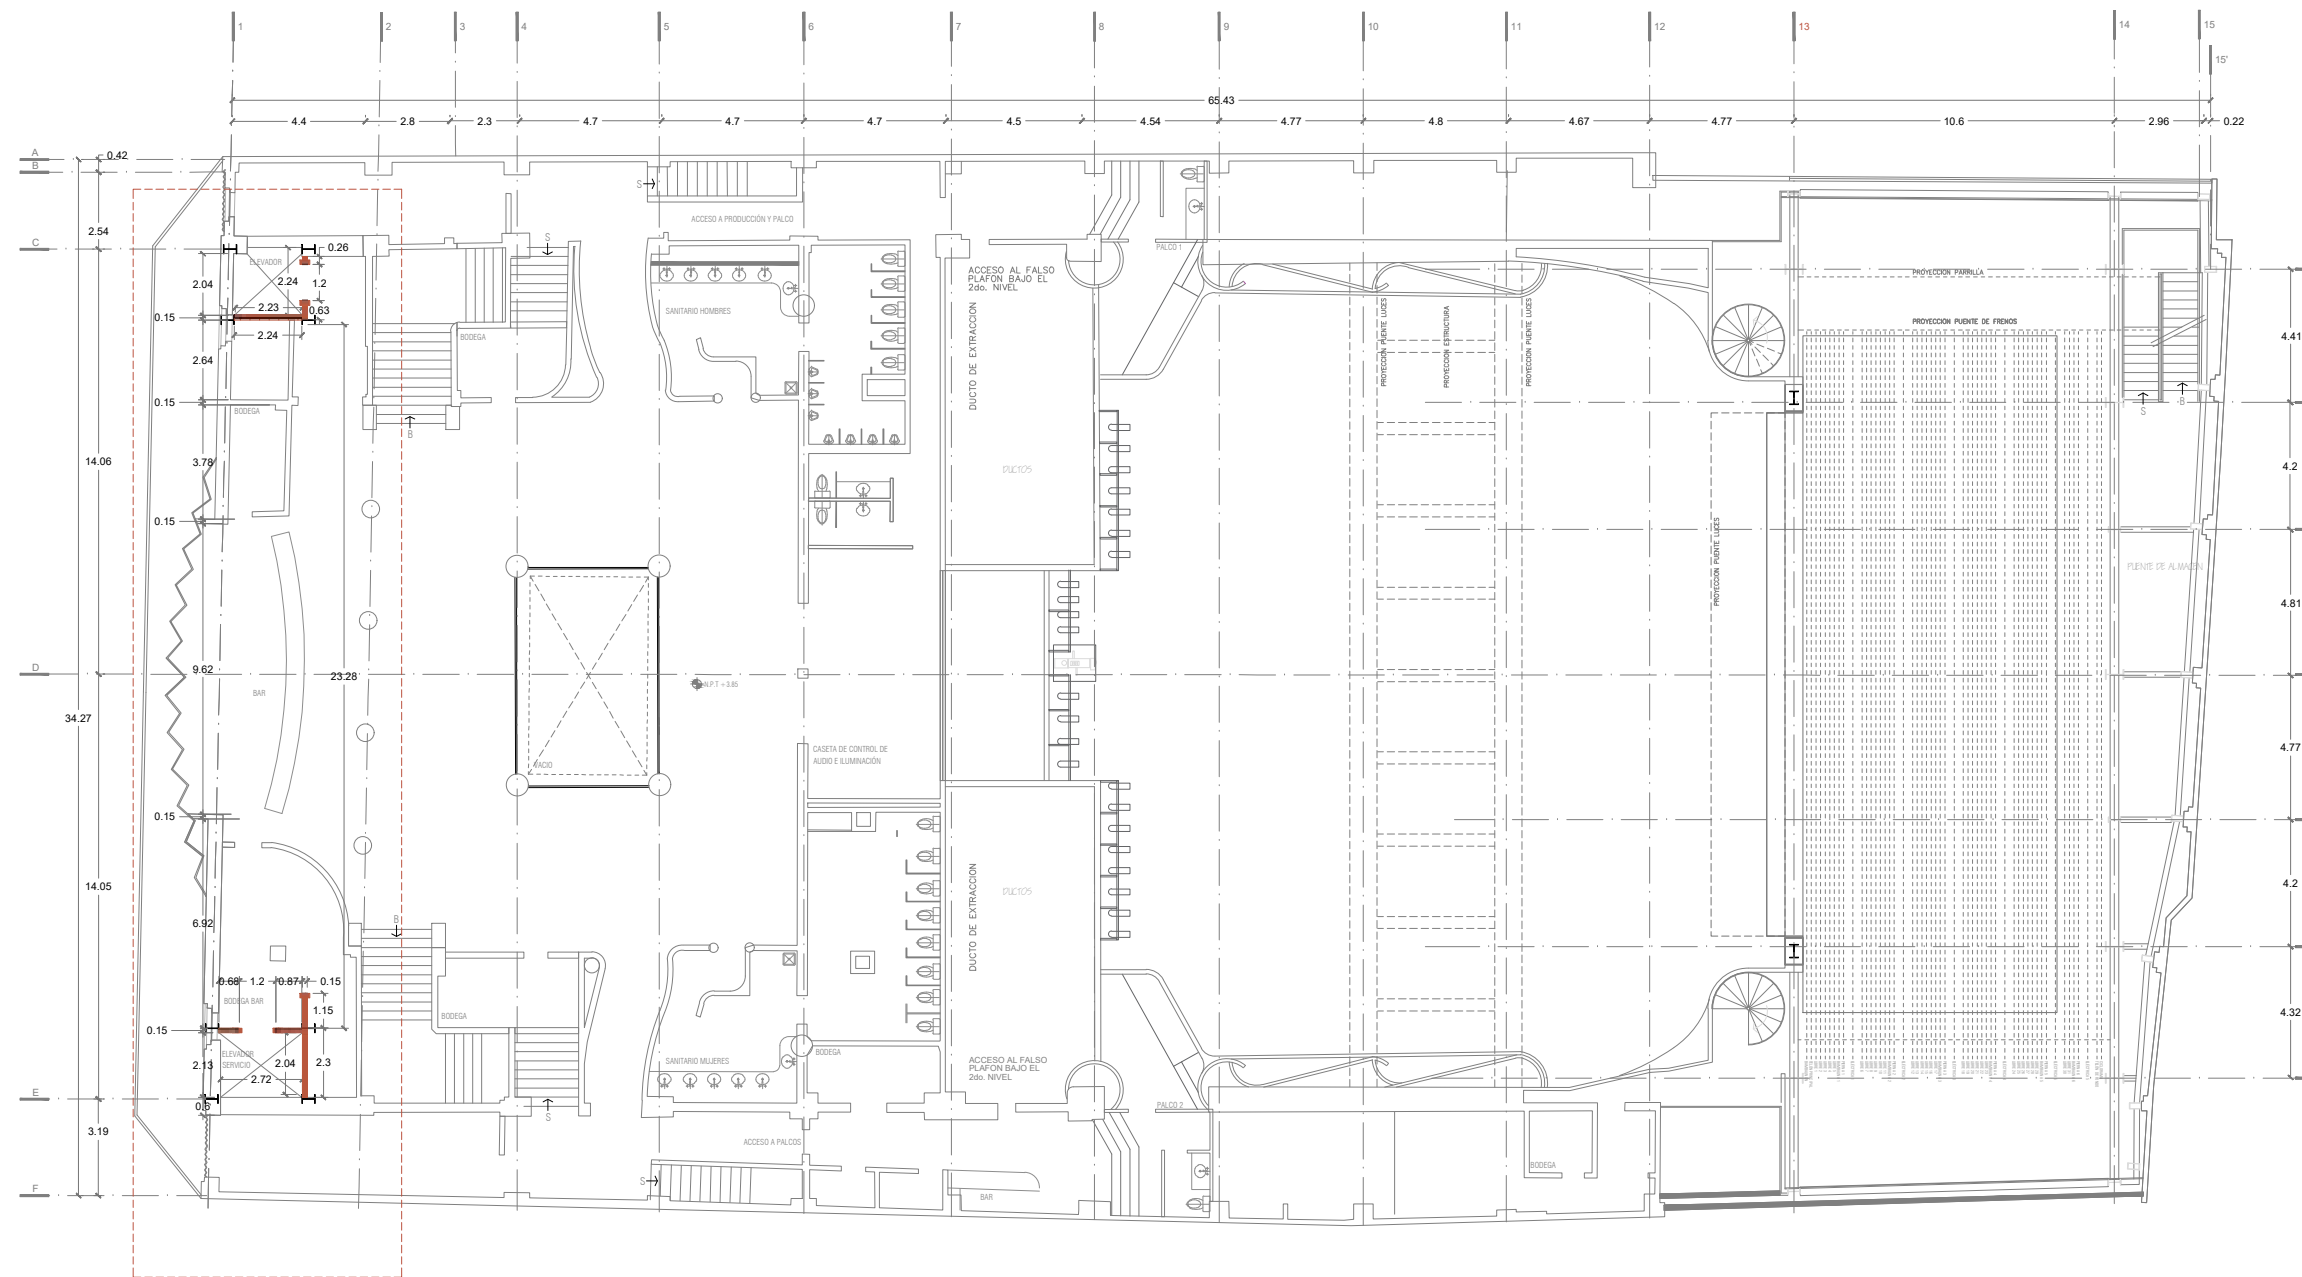 1
2
3
4
5
6
7
8
9
10
11
12
13
14
15
15'
65.43
4.4
2.8
2.3
4.7
4.7
4.7
4.5
4.54
4.77
4.8
4.67
4.77
10.6
2.96
0.22
A
B
C
D
E
F
0.42
2.54
14.06
34.27
14.05
3.19
2.04
0.15
2.64
0.15
3.78
0.15
9.62
0.15
6.92
0.15
2.13
0.6
23.28
ELEVADOR
0.26
2.24
1.2
2.23
0.63
2.24
BODEGA
BAR
B
S
BODEGA
S
ACCESO A PRODUCCIÓN Y PALCO
SANITARIO HOMBRES
VACIO
N.P.T + 3.85
CASETA DE CONTROL DE
AUDIO E ILUMINACIÓN
ACCESO AL FALSO
PLAFON BAJO EL
2do. NIVEL
DUCTO DE EXTRACCION
DUCTOS
PALCO 1
PROYECCION PUENTE LUCES
PROYECCION ESTRUCTURA
PROYECCION PUENTE LUCES
PROYECCION PUENTE LUCES
PROYECCION PARRILLA
PROYECCION PUENTE DE FRENOS
S
B
PUENTE DE ALMACEN
4.41
4.2
4.81
4.77
4.2
4.32
DUCTOS
DUCTO DE EXTRACCION
ACCESO AL FALSO
PLAFON BAJO EL
2do. NIVEL
B
0.68
1.2
0.87
0.15
BODEGA BAR
1.15
ELEVADOR
SERVICIO
2.04
2.3
2.72
BODEGA
S
SANITARIO MUJERES
BODEGA
ACCESO A PALCOS
S
BAR
PALCO 2
BODEGA